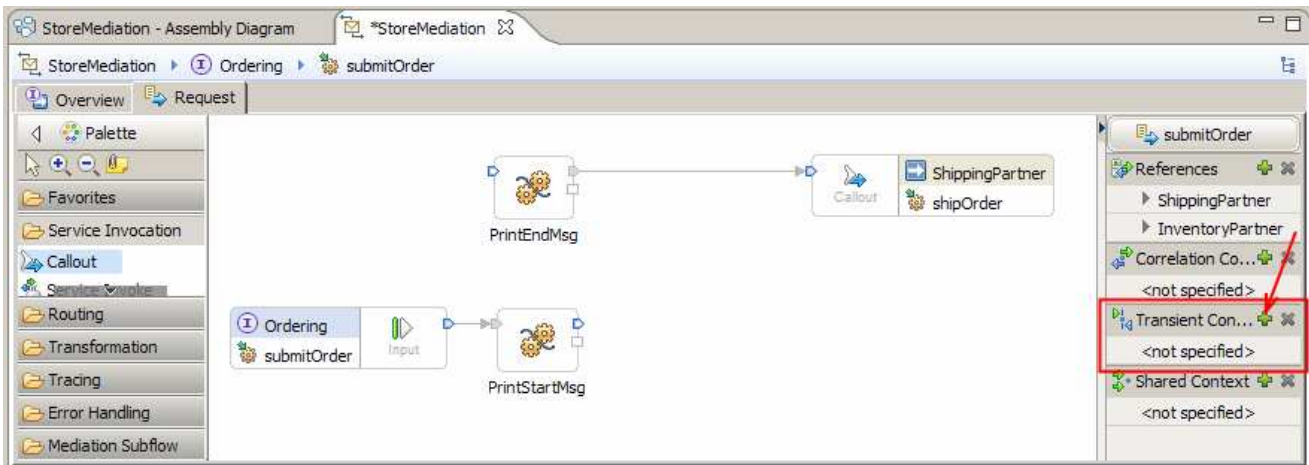 StoreMediation - Assembly Diagram
*StoreMediation
StoreMediation
Ordering
submitOrder
Overview
Request
Palette
Favorites
Service Invocation
Callout
Service Invoke
Routing
Transformation
Tracing
Error Handling
Mediation Subflow
PrintEndMsg
Callout
ShippingPartner
shipOrder
Ordering
submitOrder
Input
PrintStartMsg
submitOrder
References
ShippingPartner
InventoryPartner
Correlation Co...
<not specified>
Transient Con...
<not specified>
Shared Context
<not specified>